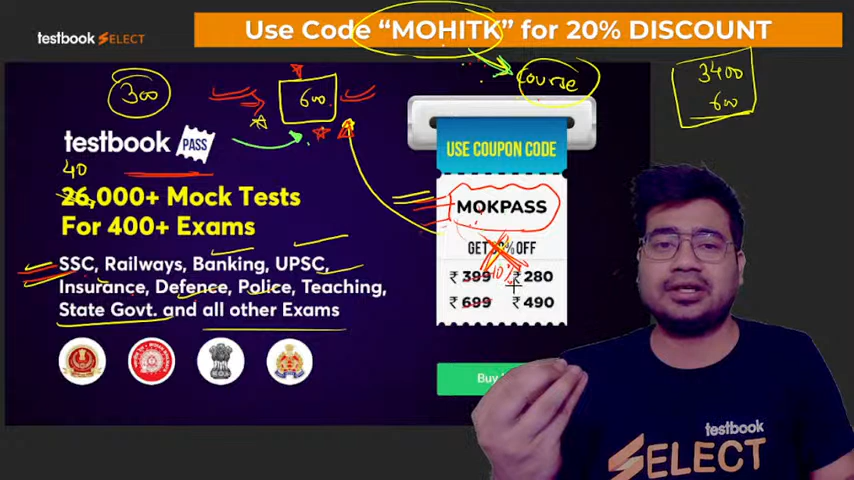 testbook SELECT
Use Code "MOHITK" for 20% DISCOUNT
300
600
Course
3400
600
testbook PASS
40
26,000+ Mock Tests
For 400+ Exams
SSC, Railways, Banking, UPSC,
Insurance, Defence, Police, Teaching,
State Govt. and all other Exams
USE COUPON CODE
MOKPASS
GET % OFF
10%
₹ 399 ₹ 280
₹ 699 ₹ 490
Buy
testbook
SELECT